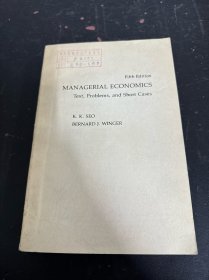 Fifth Edition
MANAGERIAL ECONOMICS
Text, Problems, and Short Cases
K. K. SEO
BERNARD J. WINGER